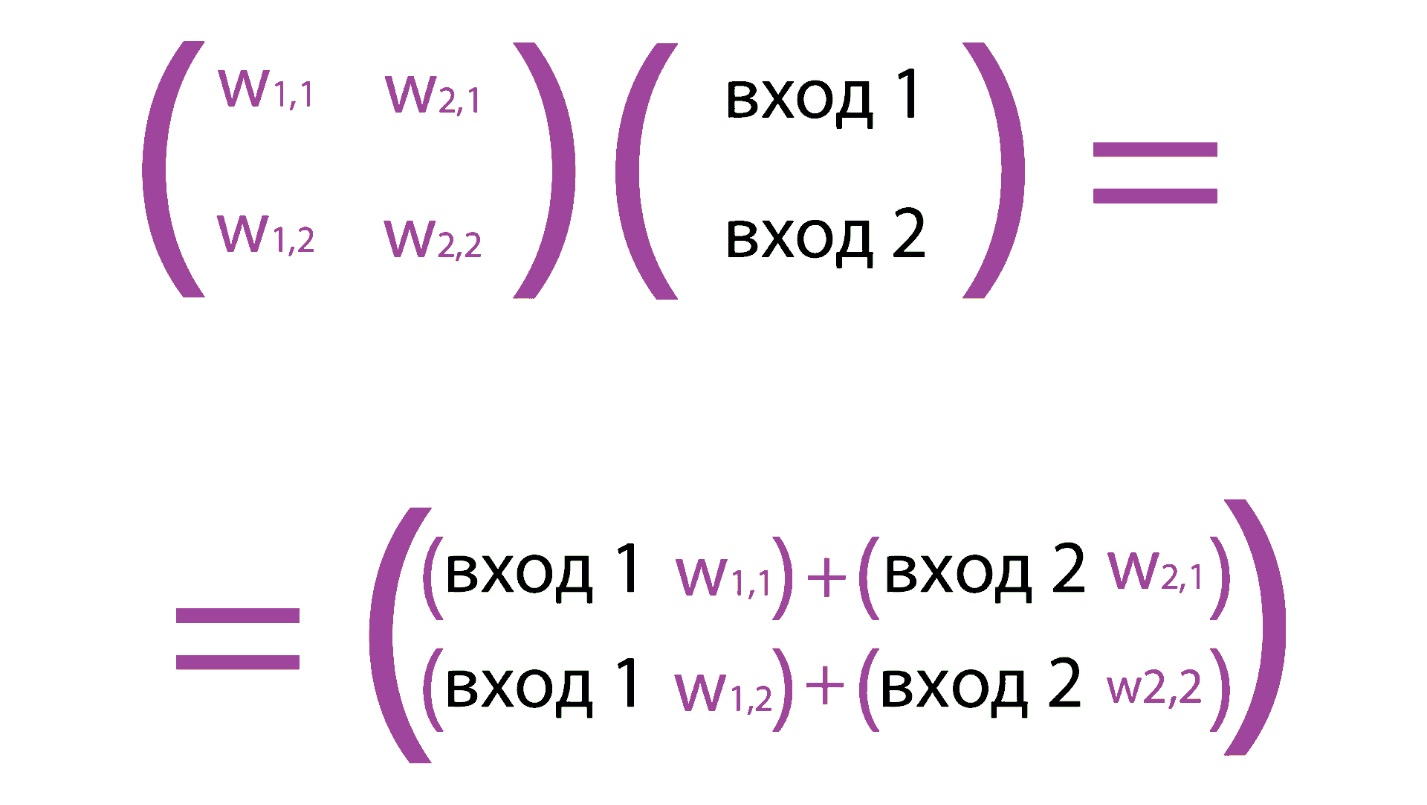 ( w1,1 w2,1 ) ( вход 1 ) =
w1,2 w2,2 вход 2
= ( (вход 1 w1,1) + (вход 2 w2,1) )
(вход 1 w1,2) + (вход 2 w2,2)